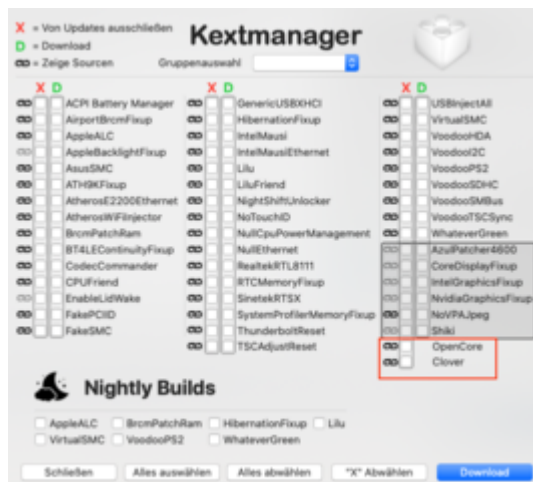 X = Von Updates ausschließen
D = Download
= Zeige Sourcen
Kextmanager
Gruppenauswahl
X D
ACPI Battery Manager
AirportBrcmFixup
AppleALC
AppleBacklightFixup
AsusSMC
ATH9KFixup
AtherosE2200Ethernet
AtherosWiFiInjector
BrcmPatchRam
BT4LEContinuityFixup
CodecCommander
CPUFriend
EnableLidWake
FakePCIID
FakeSMC
X D
GenericUSBXHCI
HibernationFixup
IntelMausi
IntelMausiEthernet
Lilu
LiluFriend
NightShiftUnlocker
NoTouchID
NullCpuPowerManagement
NullEthernet
RealtekRTL8111
RTCMemoryFixup
SinetekRTSX
SystemProfilerMemoryFixup
ThunderboltReset
TSCAdjustReset
X D
USBInjectAll
VirtualSMC
VoodooHDA
VoodooI2C
VoodooPS2
VoodooSDHC
VoodooSMBus
VoodooTSCSync
WhateverGreen
AzulPatcher4600
CoreDisplayFixup
IntelGraphicsFixup
NvidiaGraphicsFixup
NoVPAJpeg
Shiki
OpenCore
Clover
Nightly Builds
AppleALC BrcmPatchRam HibernationFixup Lilu
VirtualSMC VoodooPS2 WhateverGreen
Schließen Alles auswählen Alles abwählen "X" Abwählen Download